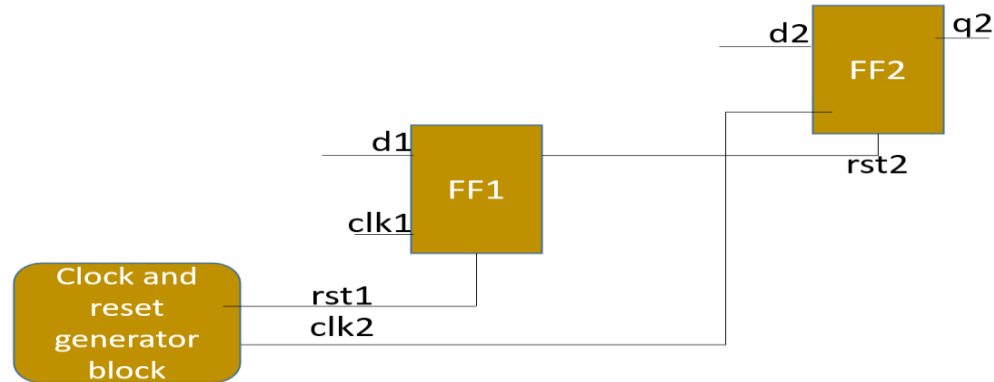 d2
q2
FF2
d1
rst2
FF1
clk1
Clock and
reset
generator
block
rst1
clk2